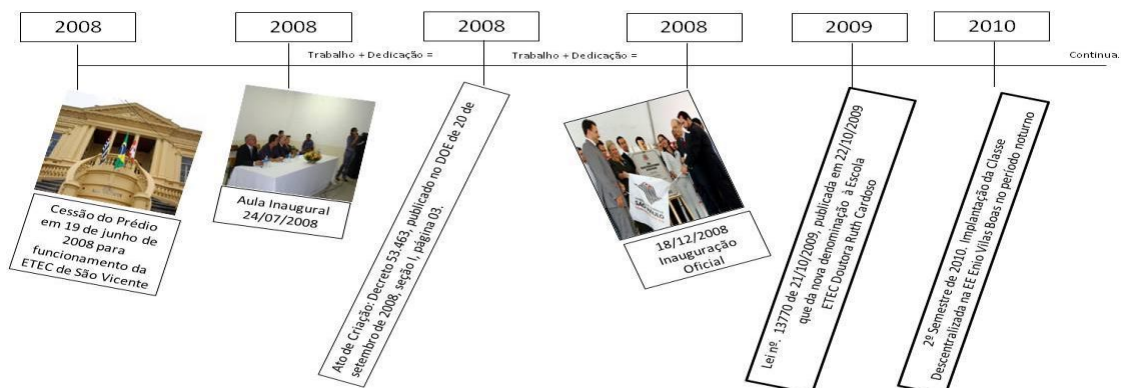 2008
2008
2008
2008
2009
2010
Trabalho + Dedicação =
Trabalho + Dedicação =
Continua.
Cessão do Prédio
em 19 de junho de
2008 para
funcionamento da
ETEC de São Vicente
Aula Inaugural
24/07/2008
Ato de Criação: Decreto 53.463, publicado no DOE de 20 de
setembro de 2008, seção I, página 03.
SÃO PAULO
18/12/2008
Inauguração
Oficial
Lei nº. 13770 de 21/10/2009, publicada em 22/10/2009
que da nova denominação à Escola
ETEC Doutora Ruth Cardoso
2º Semestre de 2010. Implantação da Classe
Descentralizada na EE Enio Vilas Boas no período noturno